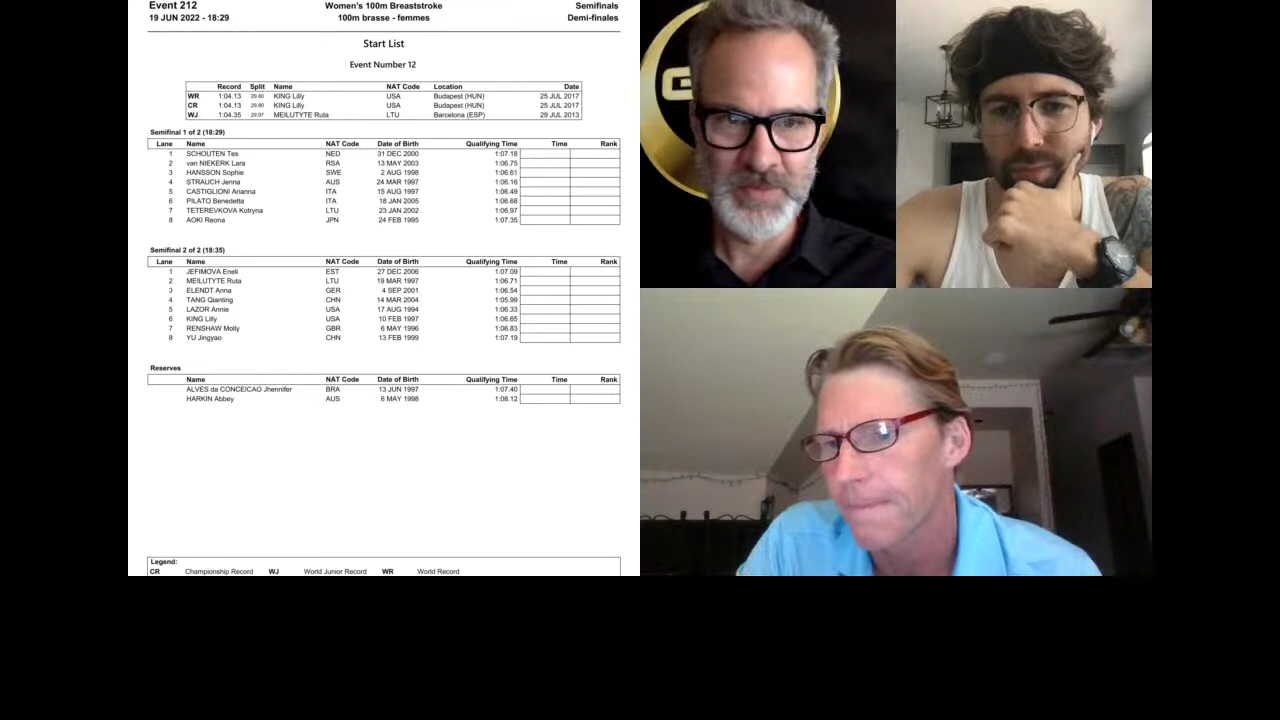 Event 212 Women's 100m Breaststroke Semifinals
19 JUN 2022 - 18:29 100m brasse - femmes Demi-finales
Start List
Event Number 12
Record Split Name NAT Code Location Date
WR 1:04.13 29.80 KING Lilly USA Budapest (HUN) 25 JUL 2017
CR 1:04.13 29.80 KING Lilly USA Budapest (HUN) 25 JUL 2017
WJ 1:04.35 29.97 MEILUTYTE Ruta LTU Barcelona (ESP) 29 JUL 2013
Semifinal 1 of 2 (18:29)
Lane Name NAT Code Date of Birth Qualifying Time Time Rank
1 SCHOUTEN Tes NED 31 DEC 2000 1:07.18
2 van NIEKERK Lara RSA 13 MAY 2003 1:06.75
3 HANSSON Sophie SWE 2 AUG 1998 1:06.61
4 STRAUCH Jenna AUS 24 MAR 1997 1:06.16
5 CASTIGLIONI Arianna ITA 15 AUG 1997 1:06.49
6 PILATO Benedetta ITA 18 JAN 2005 1:06.68
7 TETEREVKOVA Kotryna LTU 23 JAN 2002 1:06.97
8 AOKI Reona JPN 24 FEB 1995 1:07.35
Semifinal 2 of 2 (18:35)
Lane Name NAT Code Date of Birth Qualifying Time Time Rank
1 JEFIMOVA Eneli EST 27 DEC 2006 1:07.09
2 MEILUTYTE Ruta LTU 19 MAR 1997 1:06.71
3 ELENDT Anna GER 4 SEP 2001 1:06.54
4 TANG Qianting CHN 14 MAR 2004 1:05.99
5 LAZOR Annie USA 17 AUG 1994 1:06.33
6 KING Lilly USA 10 FEB 1997 1:06.65
7 RENSHAW Molly GBR 6 MAY 1996 1:06.83
8 YU Jingyao CHN 13 FEB 1999 1:07.19
Reserves
Name NAT Code Date of Birth Qualifying Time Time Rank
ALVES da CONCEICAO Jhennifer BRA 13 JUN 1997 1:07.40
HARKIN Abbey AUS 6 MAY 1998 1:08.12
Legend:
CR Championship Record WJ World Junior Record WR World Record